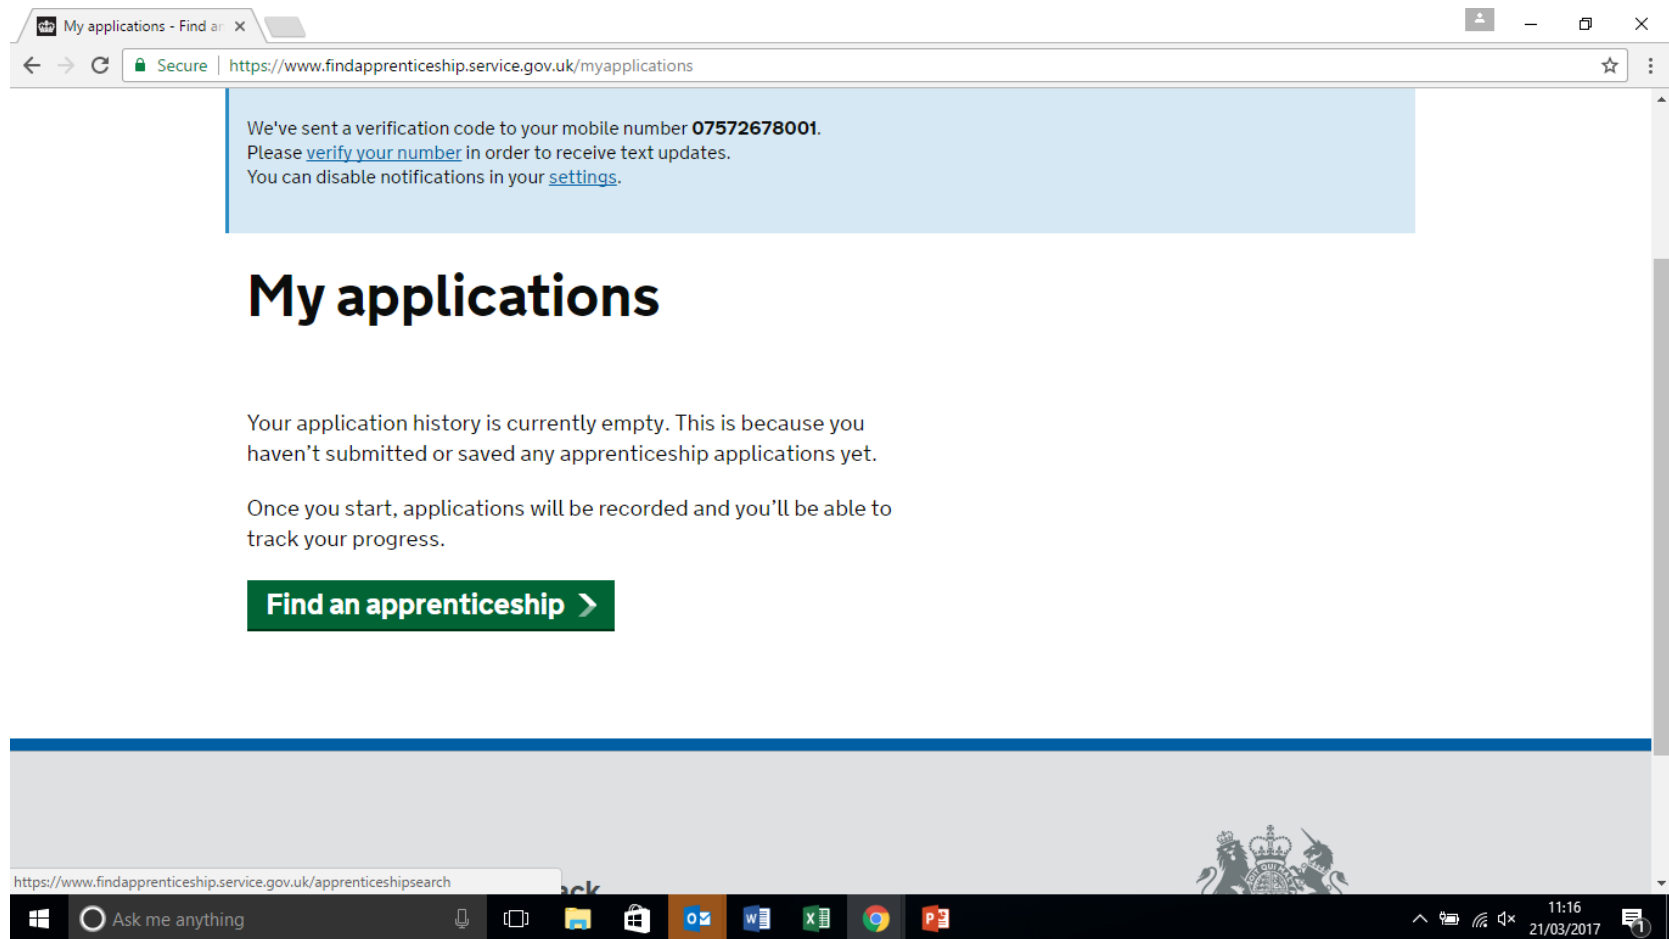 My applications - Find an
Secure https://www.findapprenticeship.service.gov.uk/myapplications
We've sent a verification code to your mobile number 07572678001.
Please verify your number in order to receive text updates.
You can disable notifications in your settings.
My applications
Your application history is currently empty. This is because you
haven't submitted or saved any apprenticeship applications yet.
Once you start, applications will be recorded and you'll be able to
track your progress.
Find an apprenticeship
https://www.findapprenticeship.service.gov.uk/apprenticeshipsearch
Ask me anything
11:16
21/03/2017
1